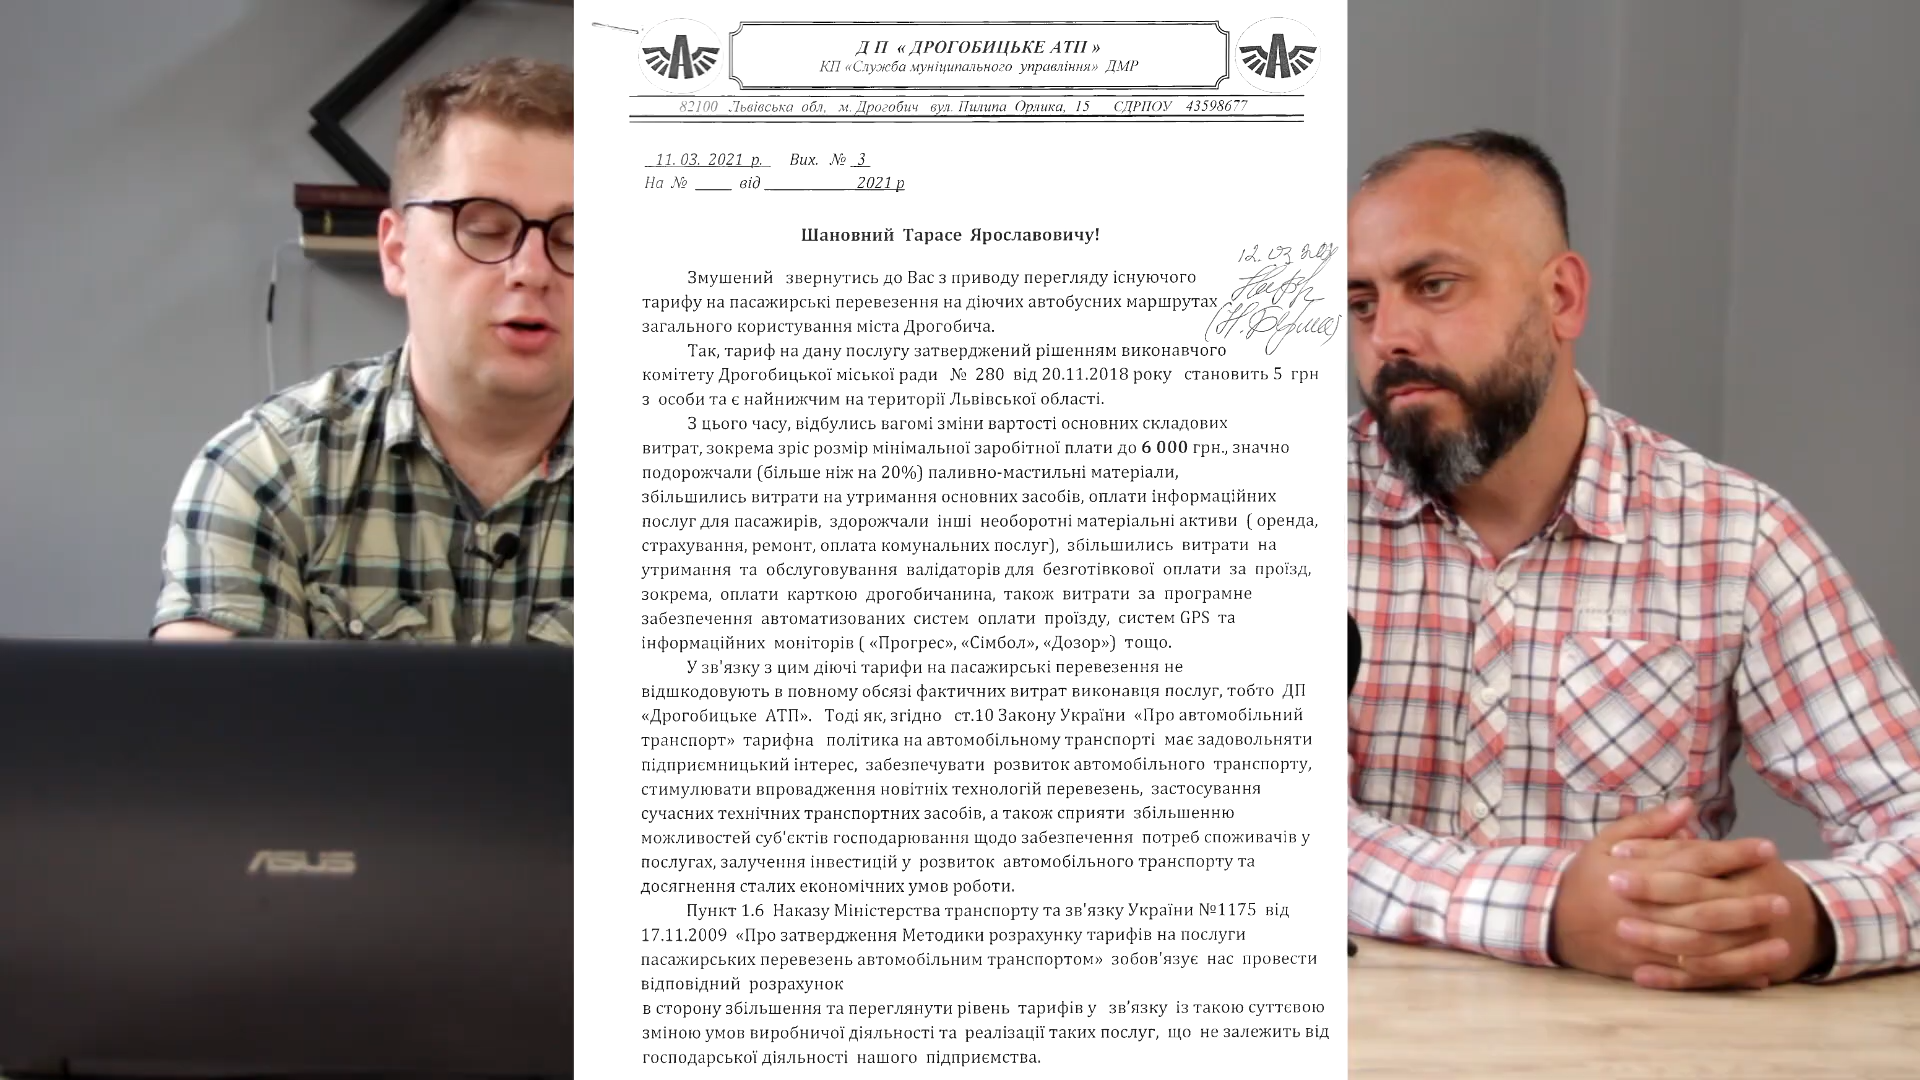 Д П « ДРОГОБИЦЬКЕ АТП »
КП «Служба муніципального управління» ДМР
82100 Львівська обл, м. Дрогобич вул. Пилипа Орлика, 15 ЄДРПОУ 43598677
11. 03. 2021 р. Вих. № 3
На № ____ від __________ 2021 р
Шановний Тарасе Ярославовичу!
12.03
Змушений звернутись до Вас з приводу перегляду існуючого
тарифу на пасажирські перевезення на діючих автобусних маршрутах
загального користування міста Дрогобича.
Так, тариф на дану послугу затверджений рішенням виконавчого
комітету Дрогобицької міської ради № 280 від 20.11.2018 року становить 5 грн
з особи та є найнижчим на території Львівської області.
З цього часу, відбулись вагомі зміни вартості основних складових
витрат, зокрема зріс розмір мінімальної заробітної плати до 6 000 грн., значно
подорожчали (більше ніж на 20%) паливно-мастильні матеріали,
збільшились витрати на утримання основних засобів, оплати інформаційних
послуг для пасажирів, здорожчали інші необоротні матеріальні активи ( оренда,
страхування, ремонт, оплата комунальних послуг), збільшились витрати на
утримання та обслуговування валідаторів для безготівкової оплати за проїзд,
зокрема, оплати карткою дрогобичанина, також витрати за програмне
забезпечення автоматизованих систем оплати проїзду, систем GPS та
інформаційних моніторів ( «Прогрес», «Сімбол», «Дозор») тощо.
У зв'язку з цим діючі тарифи на пасажирські перевезення не
відшкодовують в повному обсязі фактичних витрат виконавця послуг, тобто ДП
«Дрогобицьке АТП». Тоді як, згідно ст.10 Закону України «Про автомобільний
транспорт» тарифна політика на автомобільному транспорті має задовольняти
підприємницький інтерес, забезпечувати розвиток автомобільного транспорту,
стимулювати впровадження новітніх технологій перевезень, застосування
сучасних технічних транспортних засобів, а також сприяти збільшенню
можливостей суб'єктів господарювання щодо забезпечення потреб споживачів у
послугах, залучення інвестицій у розвиток автомобільного транспорту та
досягнення сталих економічних умов роботи.
Пункт 1.6 Наказу Міністерства транспорту та зв'язку України №1175 від
17.11.2009 «Про затвердження Методики розрахунку тарифів на послуги
пасажирських перевезень автомобільним транспортом» зобов'язує нас провести
відповідний розрахунок
в сторону збільшення та переглянути рівень тарифів у зв'язку із такою суттєвою
зміною умов виробничої діяльності та реалізації таких послуг, що не залежить від
господарської діяльності нашого підприємства.
ASUS